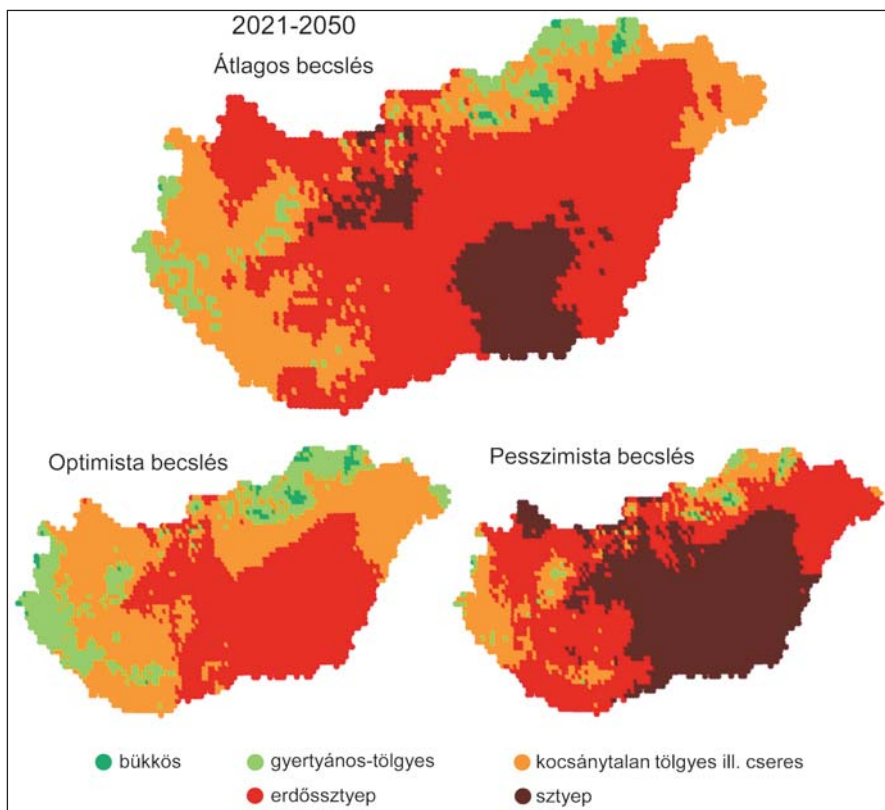 2021-2050
Átlagos becslés
Optimista becslés
Pesszimista becslés
bükkös
gyertyános-tölgyes
kocsánytalan tölgyes ill. cseres
erdőssztyep
sztyep